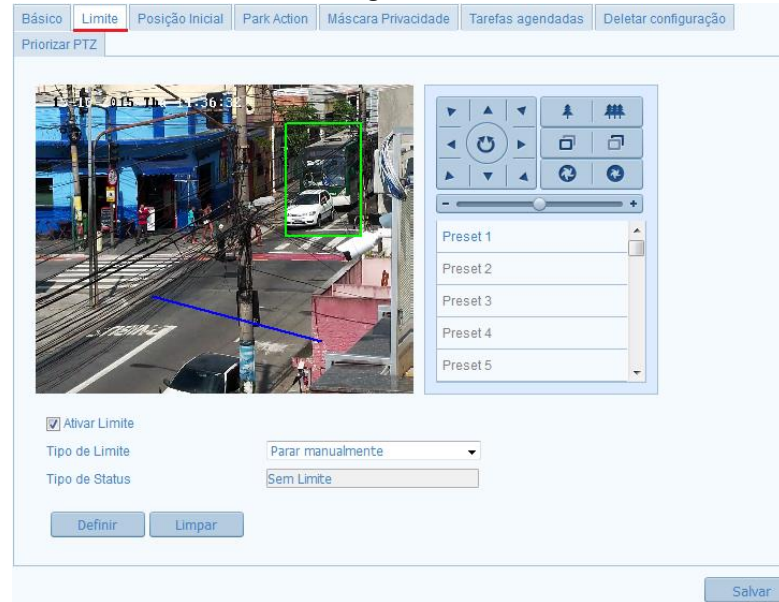 Básico Limite Posição Inicial Park Action Máscara Privacidade Tarefas agendadas Deletar configuração
Priorizar PTZ
Preset 1
Preset 2
Preset 3
Preset 4
Preset 5
Ativar Limite
Tipo de Limite Parar manualmente
Tipo de Status Sem Limite
Definir Limpar
Salvar